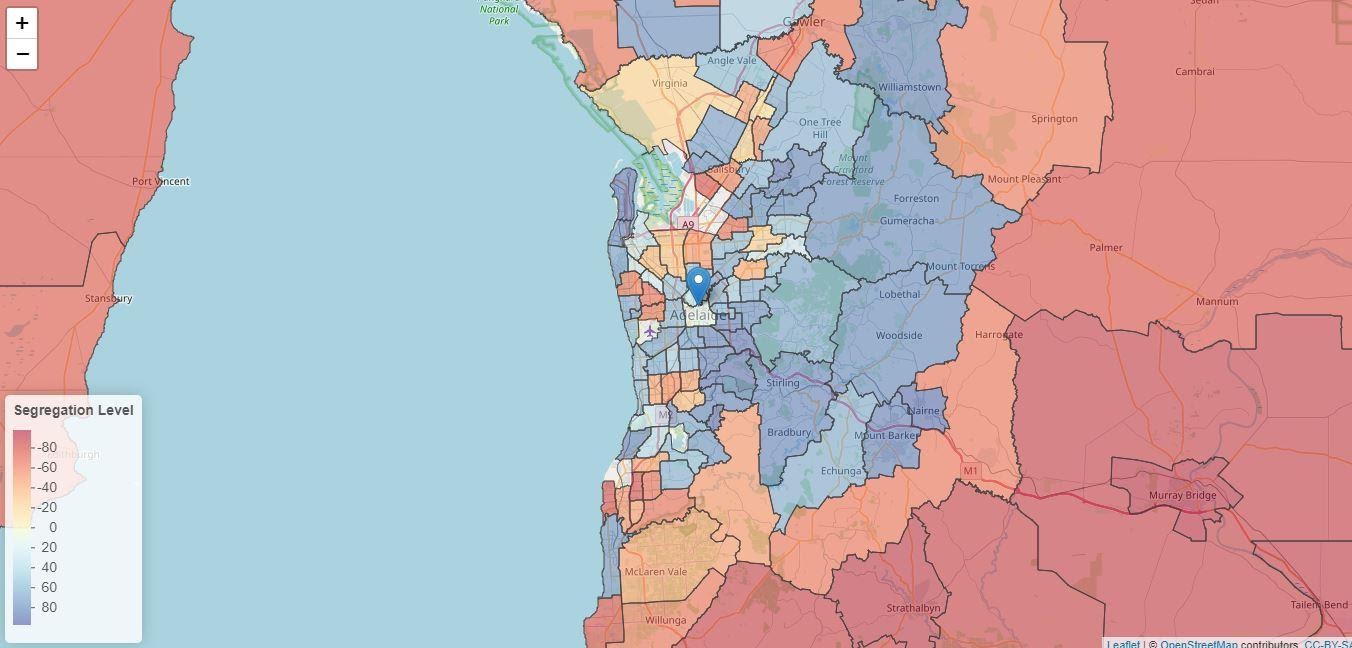 +
−
National
Park
Gawler
Sedan
Angle Vale
Cambrai
Virginia
Williamstown
One Tree
Hill
Springton
Mount
Crawford
Forest Reserve
Salisbury
Port Vincent
Mount Pleasant
Forreston
Gumeracha
A9
Palmer
Mount Torrens
Stansbury
Lobethal
Mannum
Adelaide
Woodside
Harrogate
Stirling
Segregation Level
Nairne
Bradbury
Mount Barker
-80
-60
-40
-20
0
20
40
60
80
Echunga
M1
Murray Bridge
McLaren Vale
Strathalbyn
Tailem Bend
Willunga
Leaflet | © OpenStreetMap contributors, CC-BY-SA